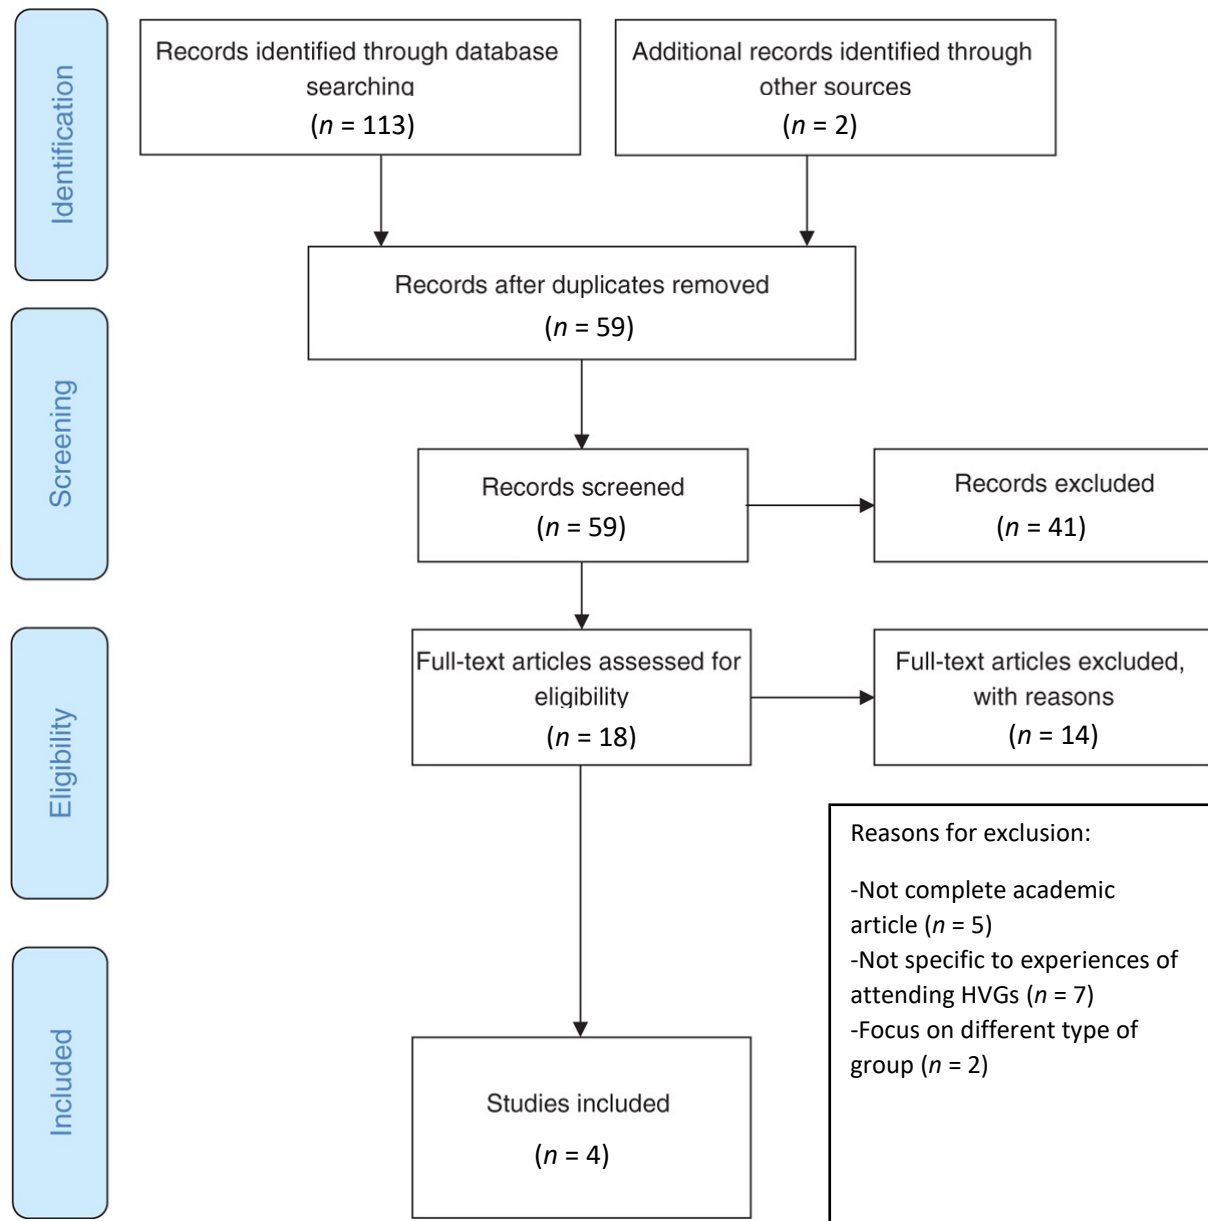 Identification
Records identified through database
searching
(n = 113)
Additional records identified through
other sources
(n = 2)
Records after duplicates removed
(n = 59)
Screening
Records screened
(n = 59)
Records excluded
(n = 41)
Eligibility
Full-text articles assessed for
eligibility
(n = 18)
Full-text articles excluded,
with reasons
(n = 14)
Reasons for exclusion:
-Not complete academic
article (n = 5)
-Not specific to experiences of
attending HVGs (n = 7)
-Focus on different type of
group (n = 2)
Included
Studies included
(n = 4)